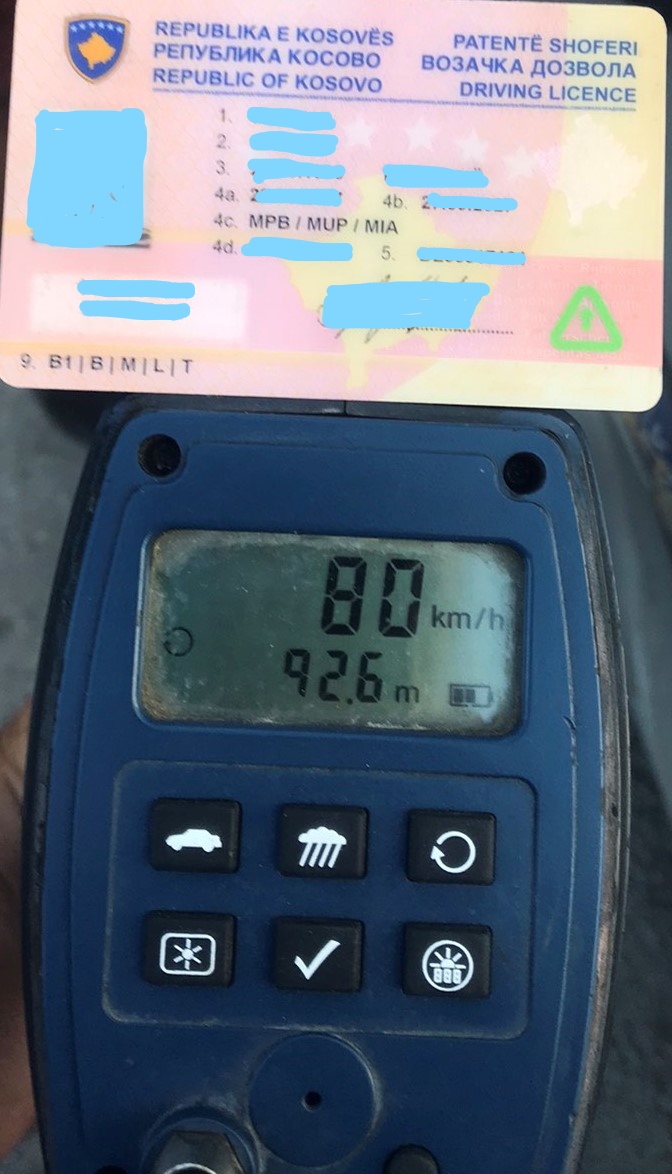 REPUBLIKA E KOSOVËS
РЕПУБЛИКА КОСОВО
REPUBLIC OF KOSOVO
PATENTË SHOFERI
ВОЗАЧКА ДОЗВОЛА
DRIVING LICENCE
1.
2.
3.
4a. 4b.
4c. MPB / MUP / MIA
4d. 5.
9. B1|B|M|L|T
80 km/h
92.6 m